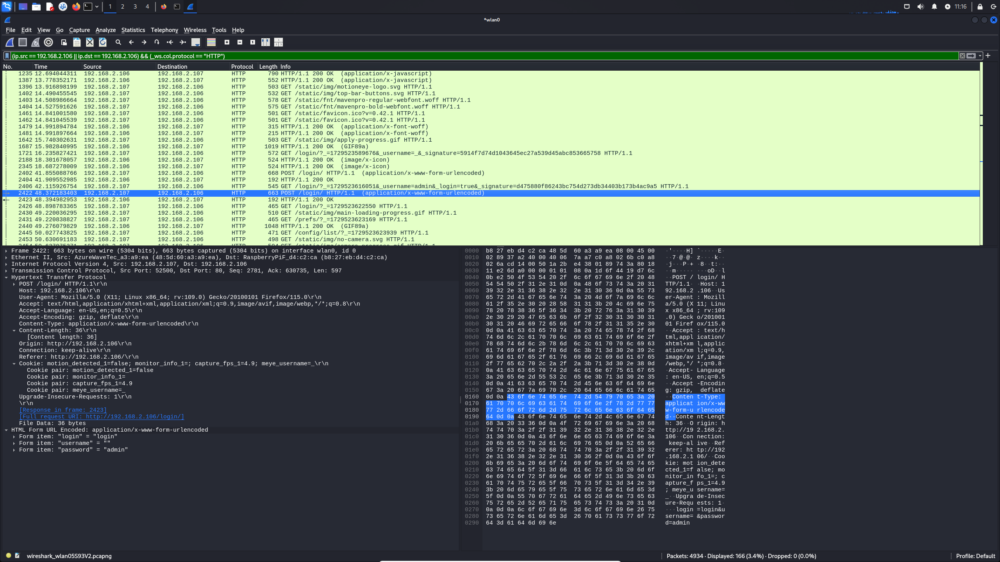 1 2 3 4
11:16
*wlan0
File Edit View Go Capture Analyze Statistics Telephony Wireless Tools Help
(ip.src == 192.168.2.106 || ip.dst == 192.168.2.106) && (_ws.col.protocol == "HTTP")
No. Time Source Destination Protocol Length Info
1235 12.694044311 192.168.2.106 192.168.2.107 HTTP 790 HTTP/1.1 200 OK (application/x-javascript)
1387 13.778352171 192.168.2.106 192.168.2.107 HTTP 552 HTTP/1.1 200 OK (application/x-javascript)
1396 13.916898199 192.168.2.107 192.168.2.106 HTTP 503 GET /static/img/motioneye-logo.svg HTTP/1.1
1402 14.490455545 192.168.2.107 192.168.2.106 HTTP 532 GET /static/img/top-bar-buttons.svg HTTP/1.1
1403 14.508986664 192.168.2.107 192.168.2.106 HTTP 578 GET /static/fnt/mavenpro-regular-webfont.woff HTTP/1.1
1404 14.527591626 192.168.2.107 192.168.2.106 HTTP 575 GET /static/fnt/mavenpro-bold-webfont.woff HTTP/1.1
1461 14.841001580 192.168.2.107 192.168.2.106 HTTP 501 GET /static/favicon.ico?v=0.42.1 HTTP/1.1
1462 14.841045539 192.168.2.107 192.168.2.106 HTTP 501 GET /static/favicon.ico?v=0.42.1 HTTP/1.1
1479 14.991894784 192.168.2.106 192.168.2.107 HTTP 315 HTTP/1.1 200 OK (application/x-font-woff)
1481 14.991897664 192.168.2.106 192.168.2.107 HTTP 215 HTTP/1.1 200 OK (application/x-font-woff)
1642 15.740302631 192.168.2.107 192.168.2.106 HTTP 503 GET /static/img/apply-progress.gif HTTP/1.1
1687 15.982840995 192.168.2.106 192.168.2.107 HTTP 1019 HTTP/1.1 200 OK (GIF89a)
1721 16.235827421 192.168.2.107 192.168.2.106 HTTP 572 GET /login/?_=1729523589676&_username=_&_signature=5914f7d74d1043645ec27a539d45abc853665758 HTTP/1.1
2188 18.301678057 192.168.2.106 192.168.2.107 HTTP 524 HTTP/1.1 200 OK (image/x-icon)
2345 18.687278009 192.168.2.106 192.168.2.107 HTTP 524 HTTP/1.1 200 OK (image/x-icon)
2402 41.855088766 192.168.2.107 192.168.2.106 HTTP 668 POST /login/ HTTP/1.1 (application/x-www-form-urlencoded)
2404 41.909552985 192.168.2.106 192.168.2.107 HTTP 192 HTTP/1.1 200 OK
2406 42.115926754 192.168.2.107 192.168.2.106 HTTP 545 GET /login/?_=1729523616051&_username=admin&_login=true&_signature=d475880f86243bc754d273db34403b173b4ac9a5 HTTP/1.1
2422 48.372183403 192.168.2.107 192.168.2.106 HTTP 663 POST /login/ HTTP/1.1 (application/x-www-form-urlencoded)
2423 48.394982953 192.168.2.106 192.168.2.107 HTTP 192 HTTP/1.1 200 OK
2426 48.898783365 192.168.2.107 192.168.2.106 HTTP 465 GET /login/?_=1729523622550 HTTP/1.1
2430 49.220036295 192.168.2.107 192.168.2.106 HTTP 510 GET /static/img/main-loading-progress.gif HTTP/1.1
2431 49.220838827 192.168.2.107 192.168.2.106 HTTP 465 GET /prefs/?_=1729523623169 HTTP/1.1
2440 49.276079829 192.168.2.106 192.168.2.107 HTTP 1048 HTTP/1.1 200 OK (GIF89a)
2445 50.027743825 192.168.2.107 192.168.2.106 HTTP 471 GET /config/list/?_=1729523623939 HTTP/1.1
2453 50.630691183 192.168.2.107 192.168.2.106 HTTP 498 GET /static/img/no-camera.svg HTTP/1.1
Frame 2422: 663 bytes on wire (5304 bits), 663 bytes captured (5304 bits) on interface wlan0, id 0
Ethernet II, Src: AzureWaveTec_a3:a9:ea (48:5d:60:a3:a9:ea), Dst: RaspberryPiF_d4:c2:ca (b8:27:eb:d4:c2:ca)
Internet Protocol Version 4, Src: 192.168.2.107, Dst: 192.168.2.106
Transmission Control Protocol, Src Port: 52500, Dst Port: 80, Seq: 2781, Ack: 630735, Len: 597
Hypertext Transfer Protocol
POST /login/ HTTP/1.1\r\n
Host: 192.168.2.106\r\n
User-Agent: Mozilla/5.0 (X11; Linux x86_64; rv:109.0) Gecko/20100101 Firefox/115.0\r\n
Accept: text/html,application/xhtml+xml,application/xml;q=0.9,image/avif,image/webp,*/*;q=0.8\r\n
Accept-Language: en-US,en;q=0.5\r\n
Accept-Encoding: gzip, deflate\r\n
Content-Type: application/x-www-form-urlencoded\r\n
Content-Length: 36\r\n
[Content length: 36]
Origin: http://192.168.2.106\r\n
Connection: keep-alive\r\n
Referer: http://192.168.2.106/\r\n
Cookie: motion_detected_1=false; monitor_info_1=; capture_fps_1=4.9; meye_username=_\r\n
Cookie pair: motion_detected_1=false
Cookie pair: monitor_info_1=
Cookie pair: capture_fps_1=4.9
Cookie pair: meye_username=_
Upgrade-Insecure-Requests: 1\r\n
\r\n
[Response in frame: 2423]
[Full request URI: http://192.168.2.106/login/]
File Data: 36 bytes
HTML Form URL Encoded: application/x-www-form-urlencoded
Form item: "login" = "login"
Form item: "username" = ""
Form item: "password" = "admin"
0000 b8 27 eb d4 c2 ca 48 5d 60 a3 a9 ea 08 00 45 00 ·'····H] `·····E·
0010 02 89 37 a2 40 00 40 06 7a a7 c0 a8 02 6b c0 a8 ··7·@·@· z····k··
0020 02 6a cd 14 00 50 1a 2b e4 38 01 89 74 3a 80 18 ·j···P·+ ·8··t:··
0030 11 e2 6d a0 00 00 01 01 08 0a 1d 6f 44 19 d7 6c ··m····· ···oD··l
0040 0b e2 50 4f 53 54 20 2f 6c 6f 67 69 6e 2f 20 48 ··POST / login/ H
0050 54 54 50 2f 31 2e 31 0d 0a 48 6f 73 74 3a 20 31 TTP/1.1· ·Host: 1
0060 39 32 2e 31 36 38 2e 32 2e 31 30 36 0d 0a 55 73 92.168.2 .106··Us
0070 65 72 2d 41 67 65 6e 74 3a 20 4d 6f 7a 69 6c 6c er-Agent : Mozill
0080 61 2f 35 2e 30 20 28 58 31 31 3b 20 4c 69 6e 75 a/5.0 (X 11; Linu
0090 78 20 78 38 36 5f 36 34 3b 20 72 76 3a 31 30 39 x x86_64 ; rv:109
00a0 2e 30 29 20 47 65 63 6b 6f 2f 32 30 31 30 30 31 .0) Geck o/201001
00b0 30 31 20 46 69 72 65 66 6f 78 2f 31 31 35 2e 30 01 Firef ox/115.0
00c0 0d 0a 41 63 63 65 70 74 3a 20 74 65 78 74 2f 68 ··Accept : text/h
00d0 74 6d 6c 2c 61 70 70 6c 69 63 61 74 69 6f 6e 2f tml,appl ication/
00e0 78 68 74 6d 6c 2b 78 6d 6c 2c 61 70 70 6c 69 63 xhtml+xm l,applic
00f0 61 74 69 6f 6e 2f 78 6d 6c 3b 71 3d 30 2e 39 2c ation/xm l;q=0.9,
0100 69 6d 61 67 65 2f 61 76 69 66 2c 69 6d 61 67 65 image/av if,image
0110 2f 77 65 62 70 2c 2a 2f 2a 3b 71 3d 30 2e 38 0d /webp,*/ *;q=0.8·
0120 0a 41 63 63 65 70 74 2d 4c 61 6e 67 75 61 67 65 ·Accept- Language
0130 3a 20 65 6e 2d 55 53 2c 65 6e 3b 71 3d 30 2e 35 : en-US, en;q=0.5
0140 0d 0a 41 63 63 65 70 74 2d 45 6e 63 6f 64 69 6e ··Accept -Encodin
0150 67 3a 20 67 7a 69 70 2c 20 64 65 66 6c 61 74 65 g: gzip,  deflate
0160 0d 0a 43 6f 6e 74 65 6e 74 2d 54 79 70 65 3a 20 ··Conten t-Type:
0170 61 70 70 6c 69 63 61 74 69 6f 6e 2f 78 2d 77 77 applicat ion/x-ww
0180 77 2d 66 6f 72 6d 2d 75 72 6c 65 6e 63 6f 64 65 w-form-u rlencode
0190 64 0d 0a 43 6f 6e 74 65 6e 74 2d 4c 65 6e 67 74 d··Conte nt-Lengt
01a0 68 3a 20 33 36 0d 0a 4f 72 69 67 69 6e 3a 20 68 h: 36··O rigin: h
01b0 74 74 70 3a 2f 2f 31 39 32 2e 31 36 38 2e 32 2e ttp://19 2.168.2.
01c0 31 30 36 0d 0a 43 6f 6e 6e 65 63 74 69 6f 6e 3a 106··Con nection:
01d0 20 6b 65 65 70 2d 61 6c 69 76 65 0d 0a 52 65 66  keep-al ive··Ref
01e0 65 72 65 72 3a 20 68 74 74 70 3a 2f 2f 31 39 32 erer: ht tp://192
01f0 2e 31 36 38 2e 32 2e 31 30 36 2f 0d 0a 43 6f 6f .168.2.1 06/··Coo
0200 6b 69 65 3a 20 6d 6f 74 69 6f 6e 5f 64 65 74 65 kie: mot ion_dete
0210 63 74 65 64 5f 31 3d 66 61 6c 73 65 3b 20 6d 6f cted_1=f alse; mo
0220 6e 69 74 6f 72 5f 69 6e 66 6f 5f 31 3d 3b 20 63 nitor_in fo_1=; c
0230 61 70 74 75 72 65 5f 66 70 73 5f 31 3d 34 2e 39 apture_f ps_1=4.9
0240 3b 20 6d 65 79 65 5f 75 73 65 72 6e 61 6d 65 3d ; meye_u sername=
0250 5f 0d 0a 55 70 67 72 61 64 65 2d 49 6e 73 65 63 _··Upgra de-Insec
0260 75 72 65 2d 52 65 71 75 65 73 74 73 3a 20 31 0d ure-Requ ests: 1·
0270 0a 0d 0a 6c 6f 67 69 6e 3d 6c 6f 67 69 6e 26 75 ···login =login&u
0280 73 65 72 6e 61 6d 65 3d 26 70 61 73 73 77 6f 72 sername= &passwor
0290 64 3d 61 64 6d 69 6e d=admin
wireshark_wlan05S93V2.pcapng
Packets: 4934 · Displayed: 166 (3.4%) · Dropped: 0 (0.0%)
Profile: Default